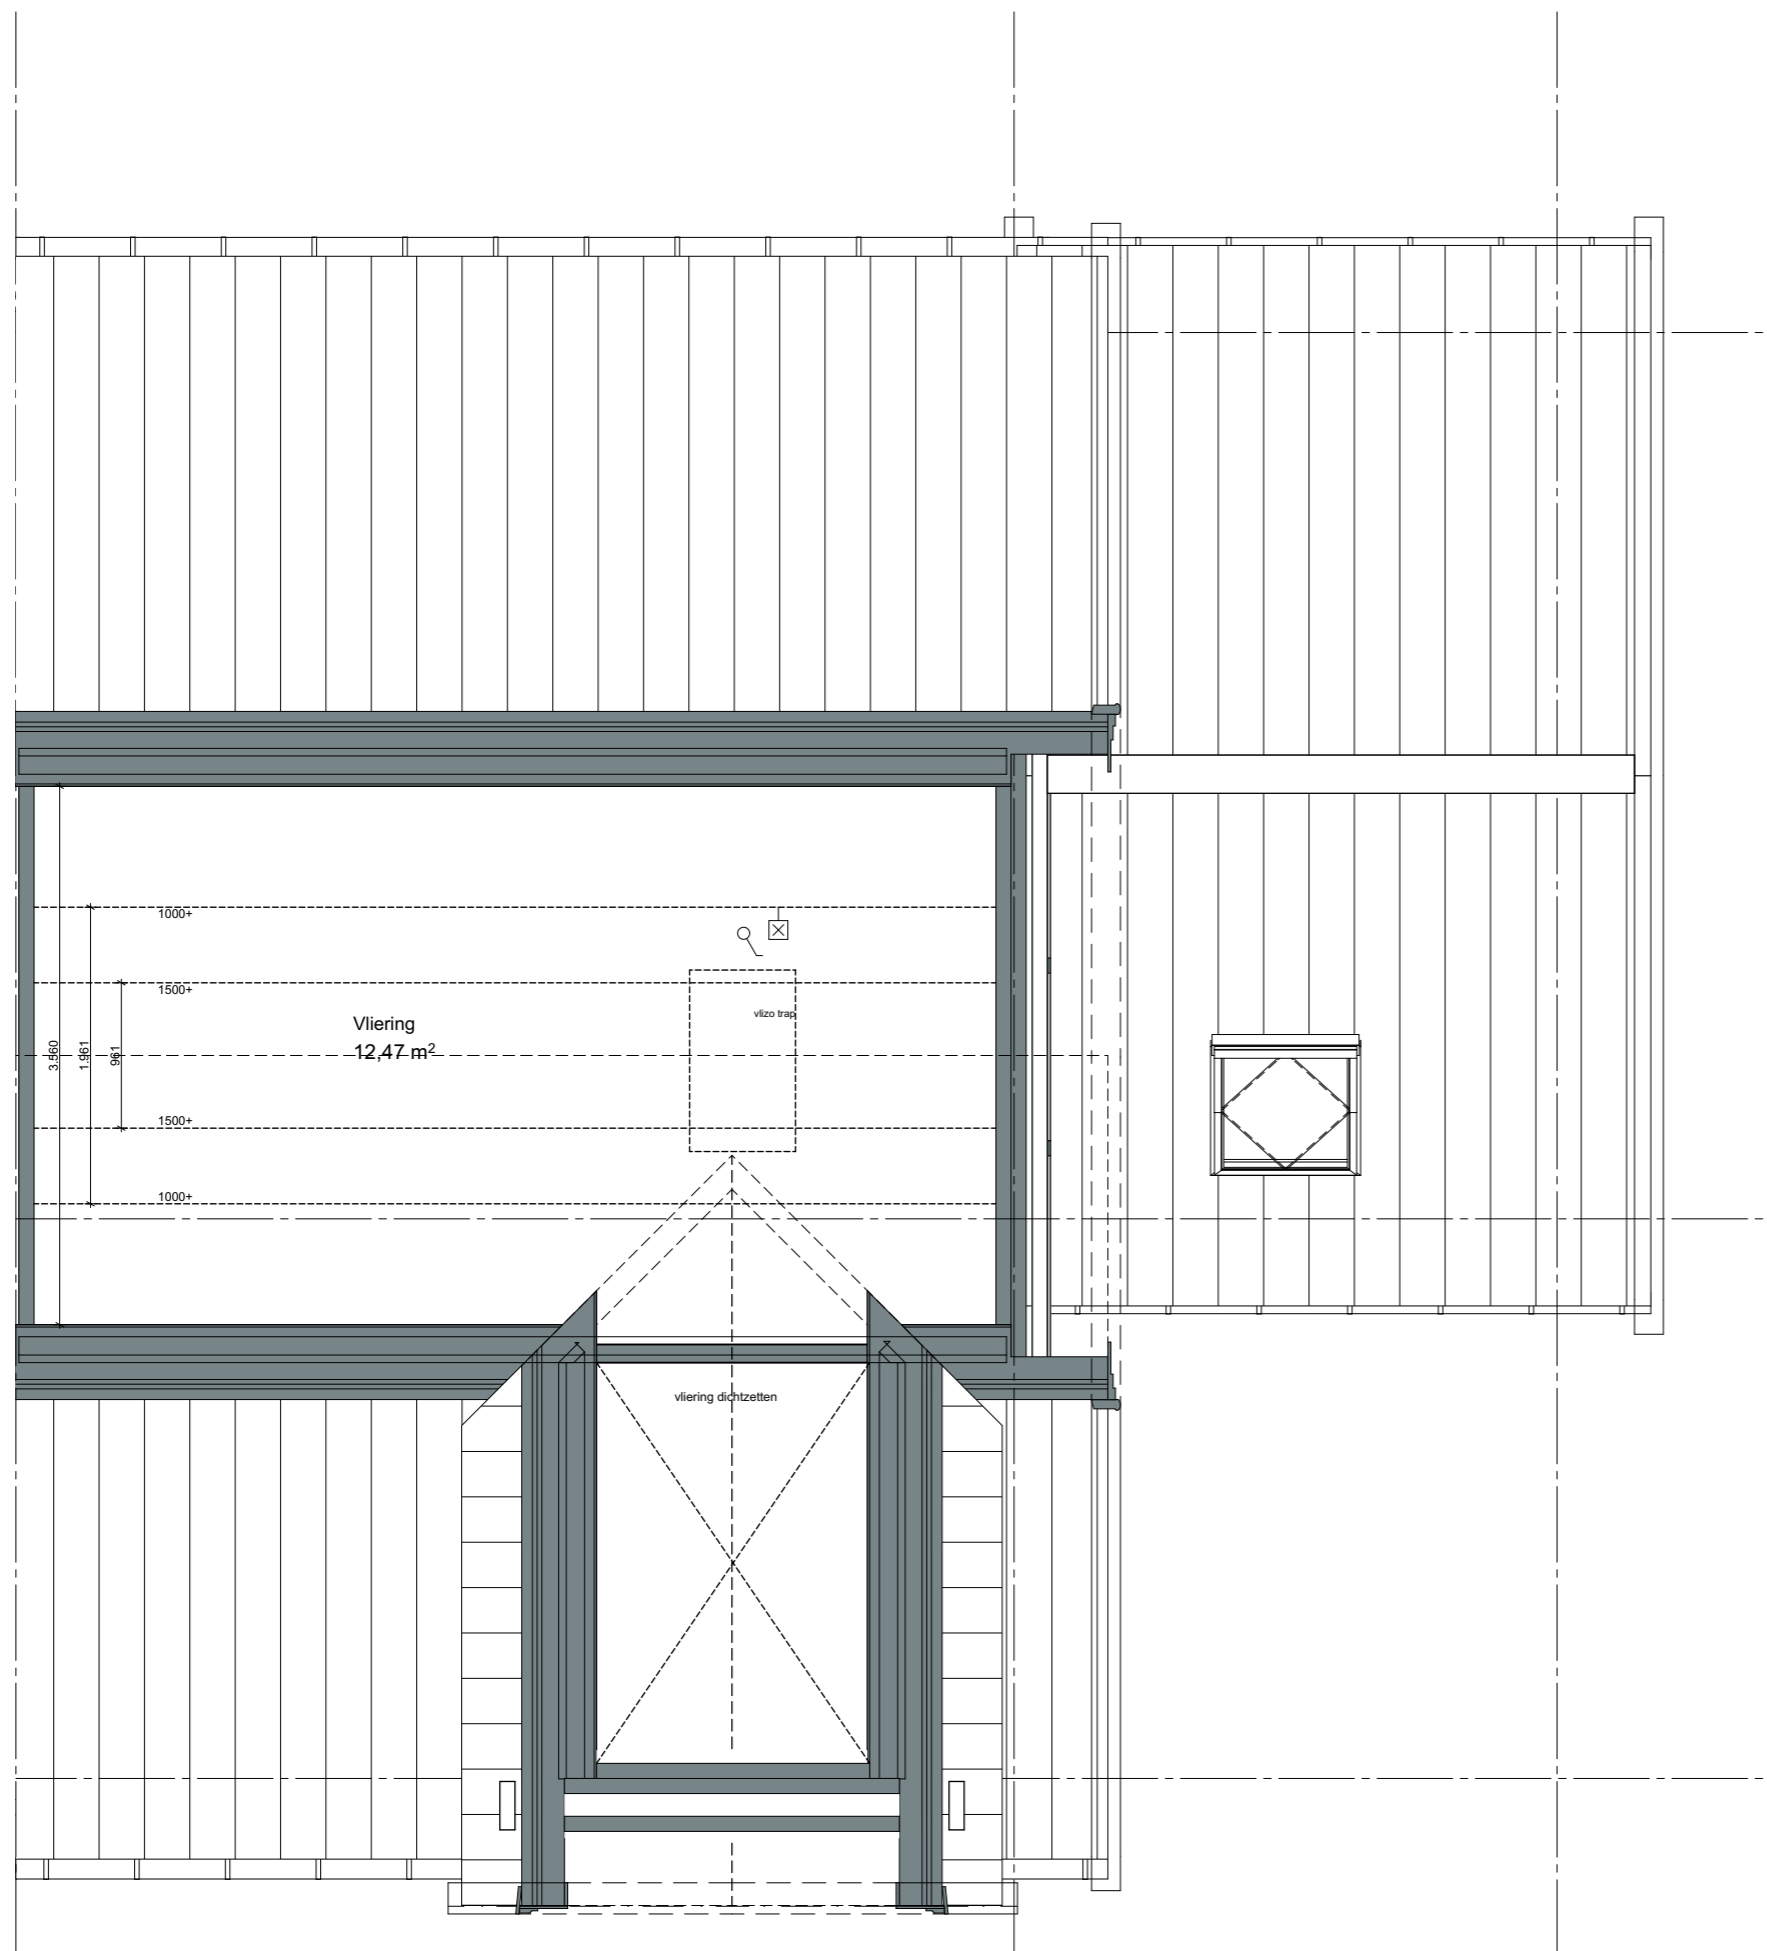 1000+
1500+
vlizo trap
Vliering
12,47 m²
3.560
1.961
961
1500+
1000+
vliering dichtzetten